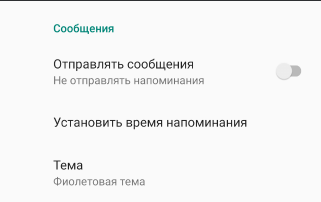 Сообщения
Отправлять сообщения
Не отправлять напоминания
Установить время напоминания
Тема
Фиолетовая тема